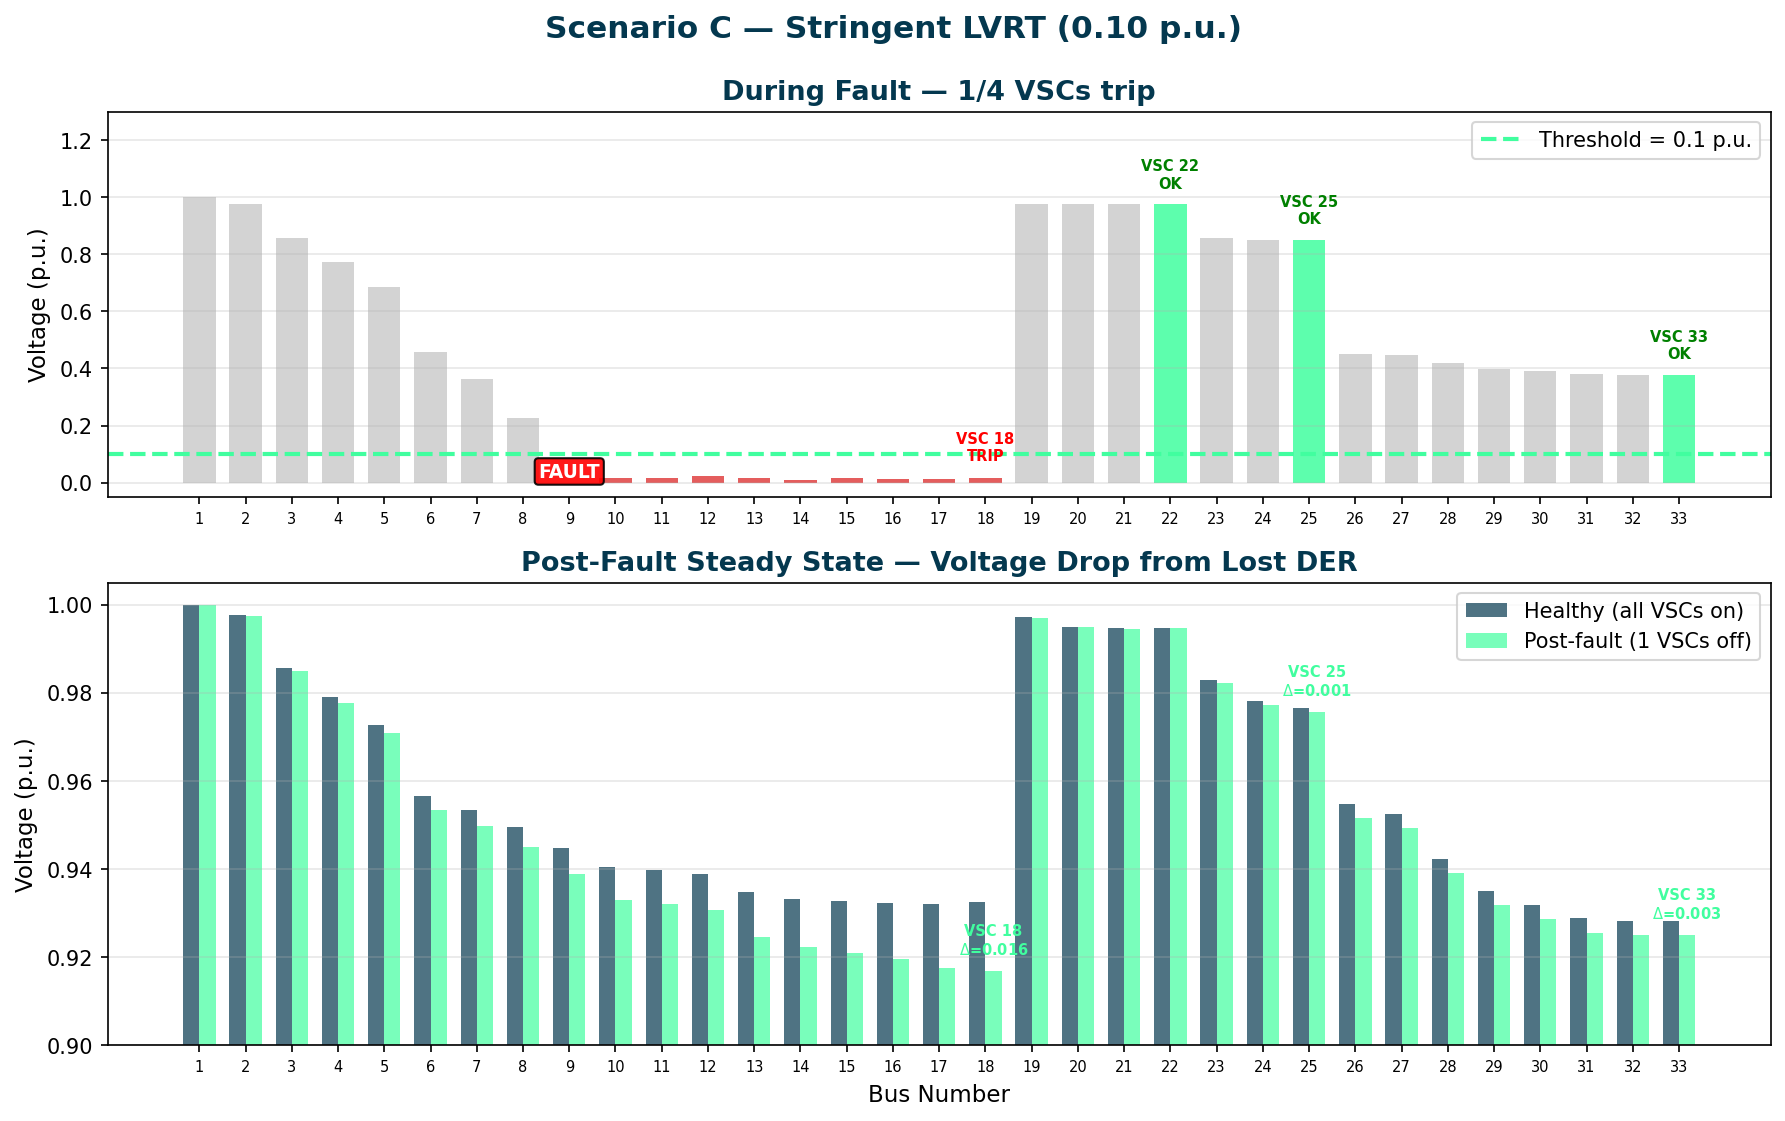 Scenario C — Stringent LVRT (0.10 p.u.)
During Fault — 1/4 VSCs trip
Voltage (p.u.)
1.2
1.0
0.8
0.6
0.4
0.2
0.0
Threshold = 0.1 p.u.
VSC 22
OK
VSC 25
OK
VSC 33
OK
VSC 18
TRIP
FAULT
1 2 3 4 5 6 7 8 9 10 11 12 13 14 15 16 17 18 19 20 21 22 23 24 25 26 27 28 29 30 31 32 33
Post-Fault Steady State — Voltage Drop from Lost DER
Voltage (p.u.)
1.00
0.98
0.96
0.94
0.92
0.90
Healthy (all VSCs on)
Post-fault (1 VSCs off)
VSC 25
Δ=0.001
VSC 33
Δ=0.003
VSC 18
Δ=0.016
1 2 3 4 5 6 7 8 9 10 11 12 13 14 15 16 17 18 19 20 21 22 23 24 25 26 27 28 29 30 31 32 33
Bus Number